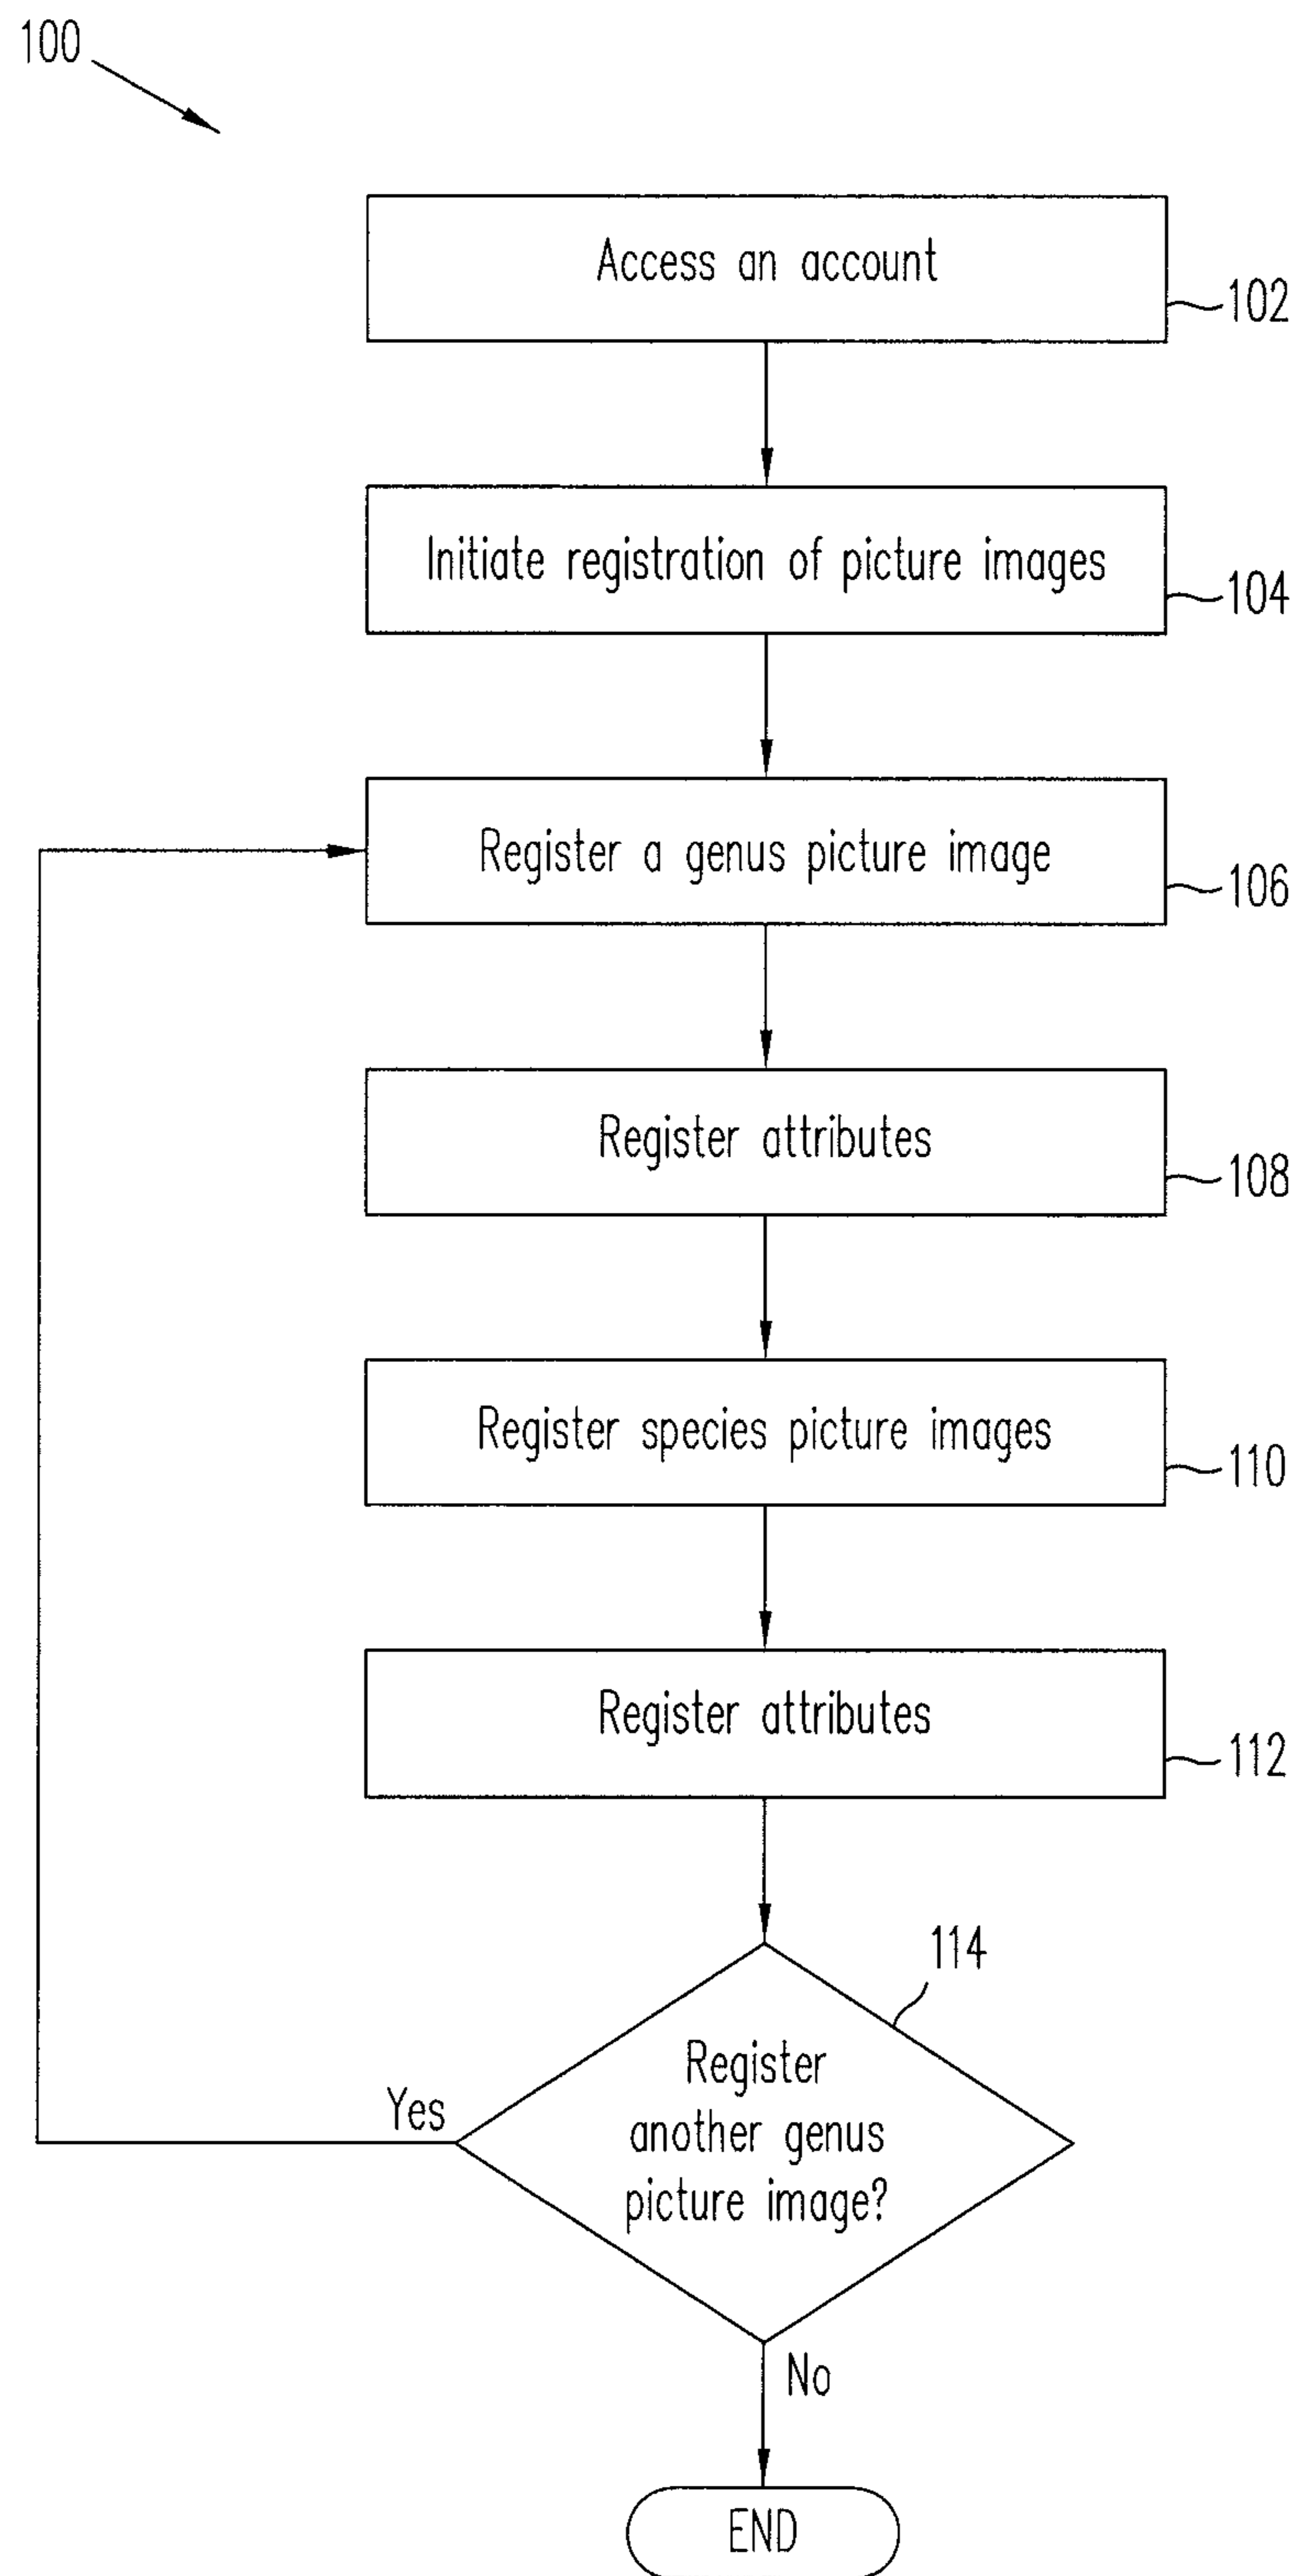 100
Access an account
102
Initiate registration of picture images
104
Register a genus picture image
106
Register attributes
108
Register species picture images
110
Register attributes
112
114
Register
another genus
picture image?
Yes
No
END